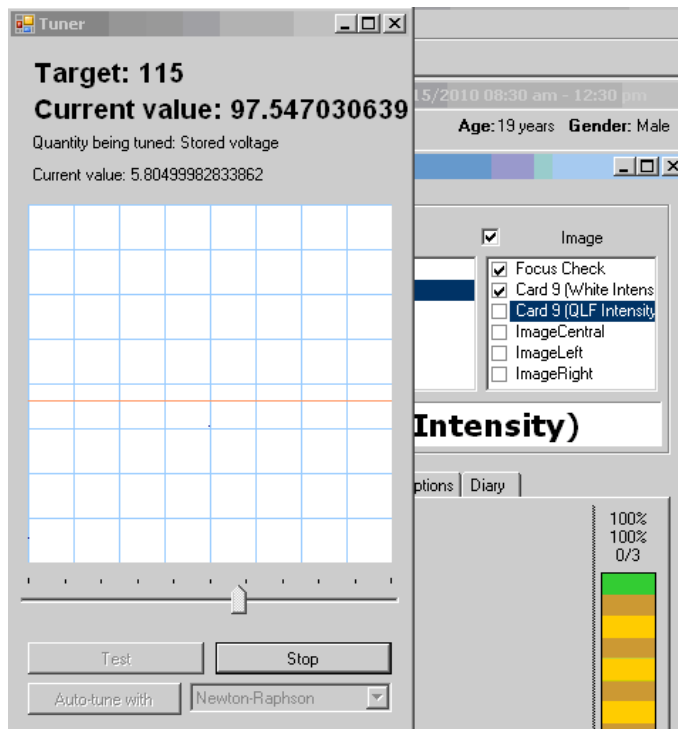 Tuner
Target: 115
Current value: 97.547030639
Quantity being tuned: Stored voltage
Current value: 5.80499982833862
Test
Stop
Auto-tune with
Newton-Raphson
15/2010 08:30 am - 12:30 pm
Age: 19 years Gender: Male
Image
Focus Check
Card 9 (White Intens
Card 9 (QLF Intensity
ImageCentral
ImageLeft
ImageRight
Intensity)
ptions
Diary
100%
100%
0/3